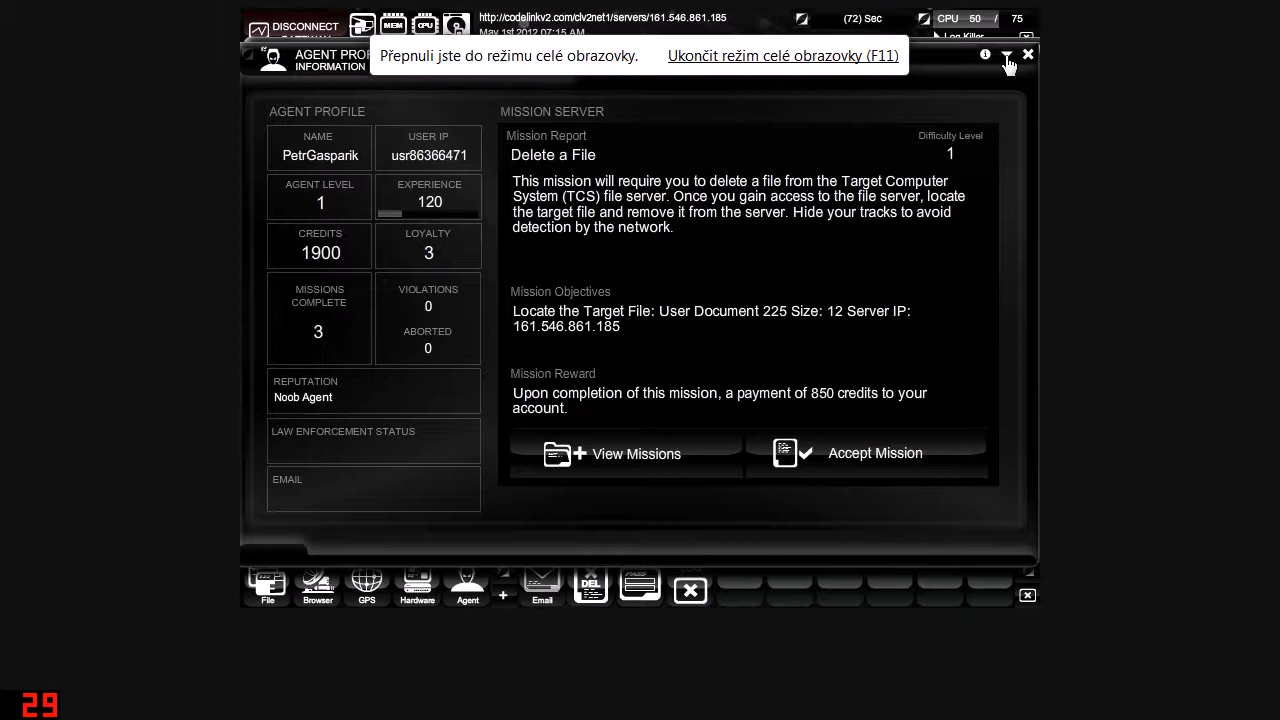 DISCONNECT
MEM
CPU
http://codelinkv2.com/clv2net1/servers/161.546.861.185
May 1st2012 07:15 AM
(72) Sec
CPU 50 / 75
Log Killer
AGENT PROF
INFORMATION
Přepnuli jste do režimu celé obrazovky. Ukončit režim celé obrazovky (F11)
AGENT PROFILE
NAME
PetrGasparik
USER IP
usr86366471
AGENT LEVEL
1
EXPERIENCE
120
CREDITS
1900
LOYALTY
3
MISSIONS
COMPLETE
3
VIOLATIONS
0
ABORTED
0
REPUTATION
Noob Agent
LAW ENFORCEMENT STATUS
EMAIL
MISSION SERVER
Mission Report
Delete a File
Difficulty Level
1
This mission will require you to delete a file from the Target Computer
System (TCS) file server. Once you gain access to the file server, locate
the target file and remove it from the server. Hide your tracks to avoid
detection by the network.
Mission Objectives
Locate the Target File: User Document 225 Size: 12 Server IP:
161.546.861.185
Mission Reward
Upon completion of this mission, a payment of 850 credits to your
account.
View Missions
Accept Mission
File
Browser
GPS
Hardware
Agent
Email
DEL
29